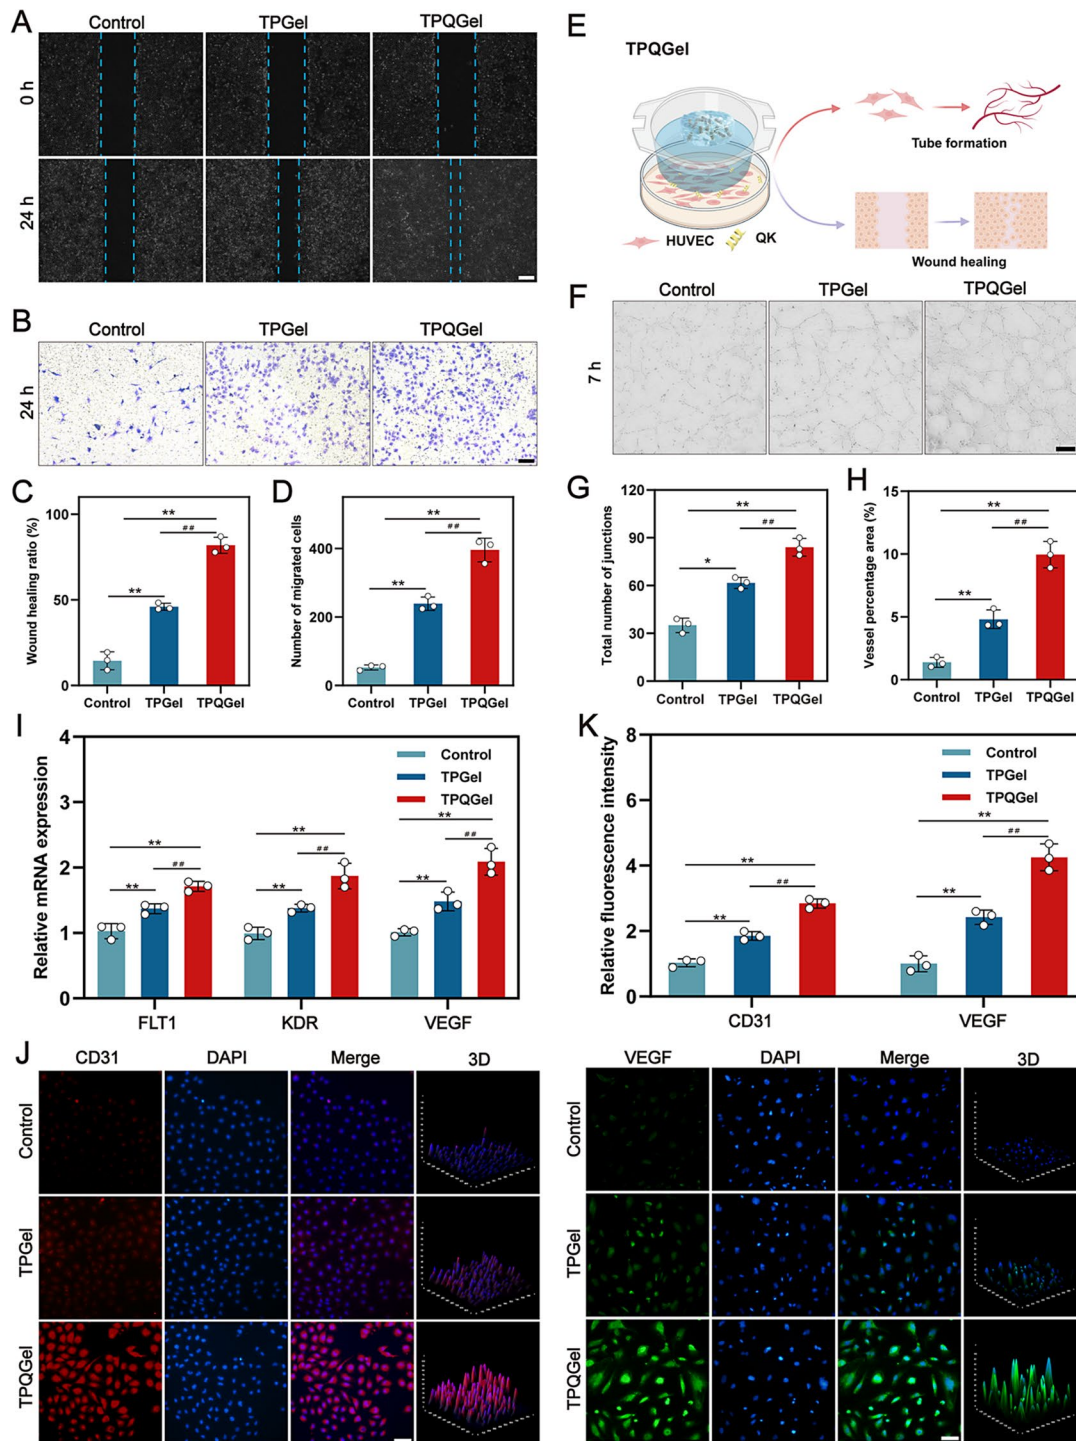 A
Control TPGel TPQGel
0 h
24 h
B
Control TPGel TPQGel
24 h
C
Wound healing ratio (%)
100
50
0
** 
##
**
Control TPGel TPQGel
D
Number of migrated cells
400
200
0
**
##
**
Control TPGel TPQGel
E
TPQGel
Tube formation
HUVEC QK
Wound healing
F
Control TPGel TPQGel
7 h
G
Total number of junctions
120
90
60
30
0
**
##
*
Control TPGel TPQGel
H
Vessel percentage area (%)
15
10
5
0
**
##
**
Control TPGel TPQGel
I
Relative mRNA expression
4
3
2
1
0
Control
TPGel
TPQGel
**
##
**
**
##
**
**
##
**
FLT1 KDR VEGF
K
Relative fluorescence intensity
8
6
4
2
0
Control
TPGel
TPQGel
**
##
**
**
##
**
CD31 VEGF
J
CD31 DAPI Merge 3D
Control
TPGel
TPQGel
VEGF DAPI Merge 3D
Control
TPGel
TPQGel